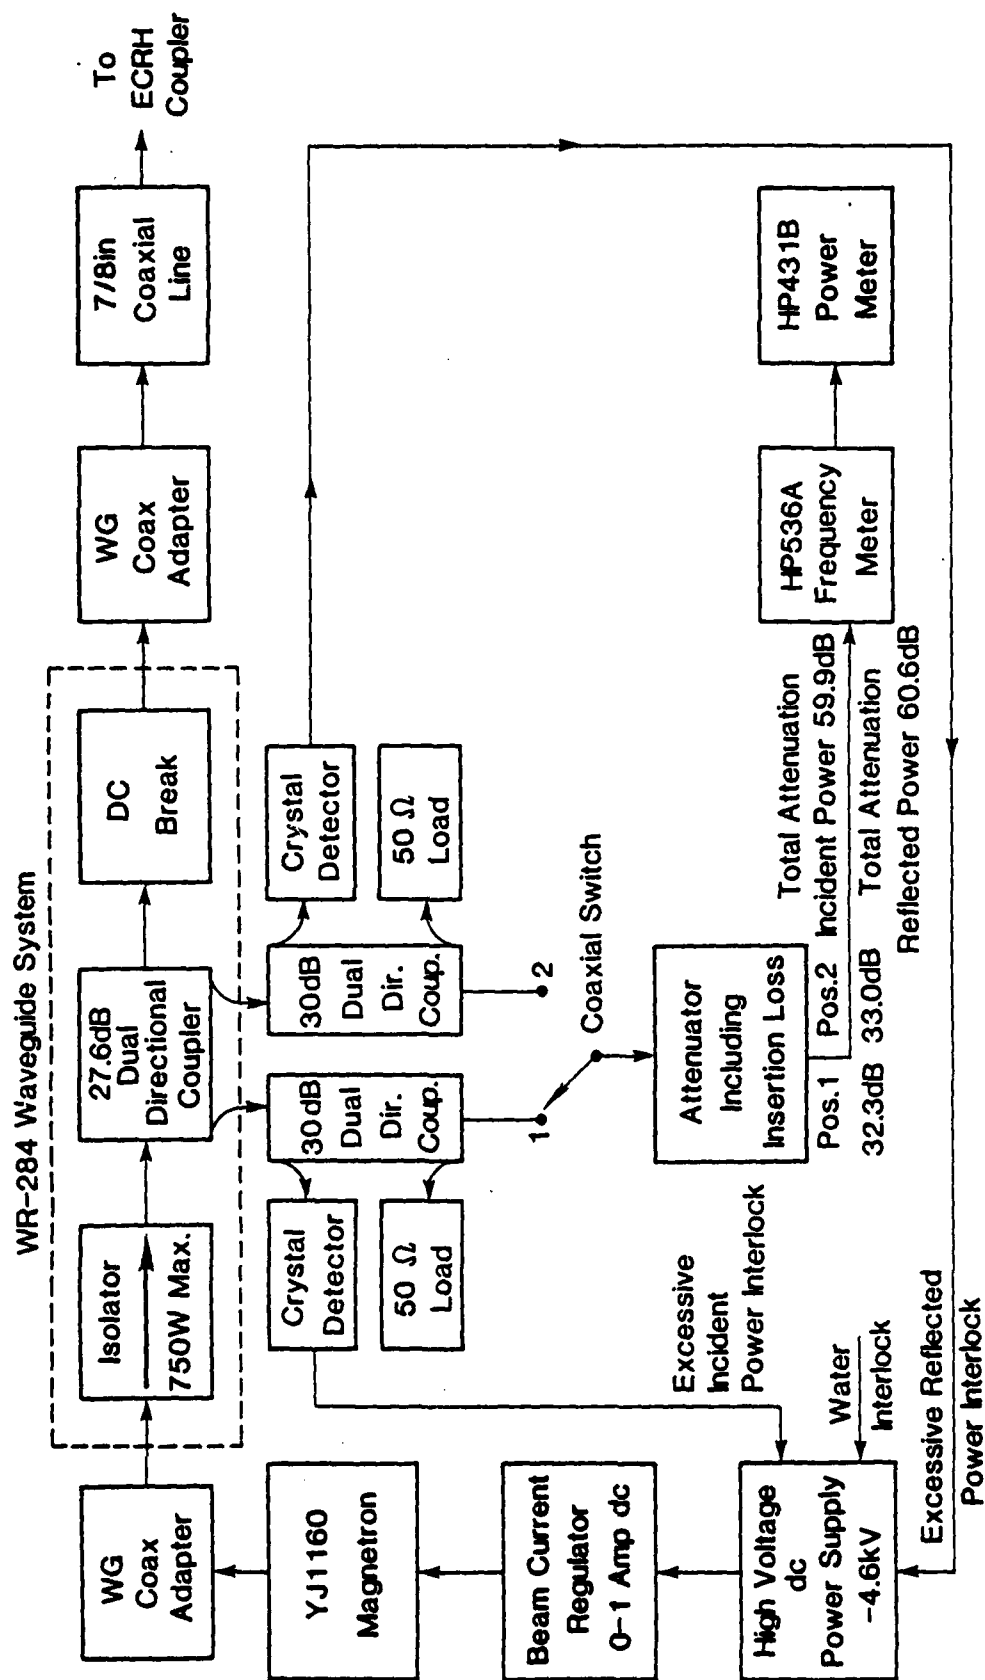 WR-284 Waveguide System
WG
Coax
Adapter
Isolator
750W Max.
27.6dB
Dual
Directional
Coupler
DC
Break
WG
Coax
Adapter
7/8in
Coaxial
Line
To
ECRH
Coupler
YJ1160
Magnetron
Crystal
Detector
50 Ω
Load
30dB
Dual
Dir.
Coup.
30dB
Dual
Dir.
Coup.
Crystal
Detector
50 Ω
Load
1
2
Coaxial Switch
Beam Current
Regulator
0-1 Amp dc
Excessive
Incident
Power Interlock
Attenuator
Including
Insertion Loss
High Voltage
dc
Power Supply
-4.6kV
Water
Interlock
Pos.1
32.3dB
Pos.2
33.0dB
Total Attenuation
Incident Power 59.9dB
Total Attenuation
Reflected Power 60.6dB
HP536A
Frequency
Meter
HP431B
Power
Meter
Excessive Reflected
Power Interlock